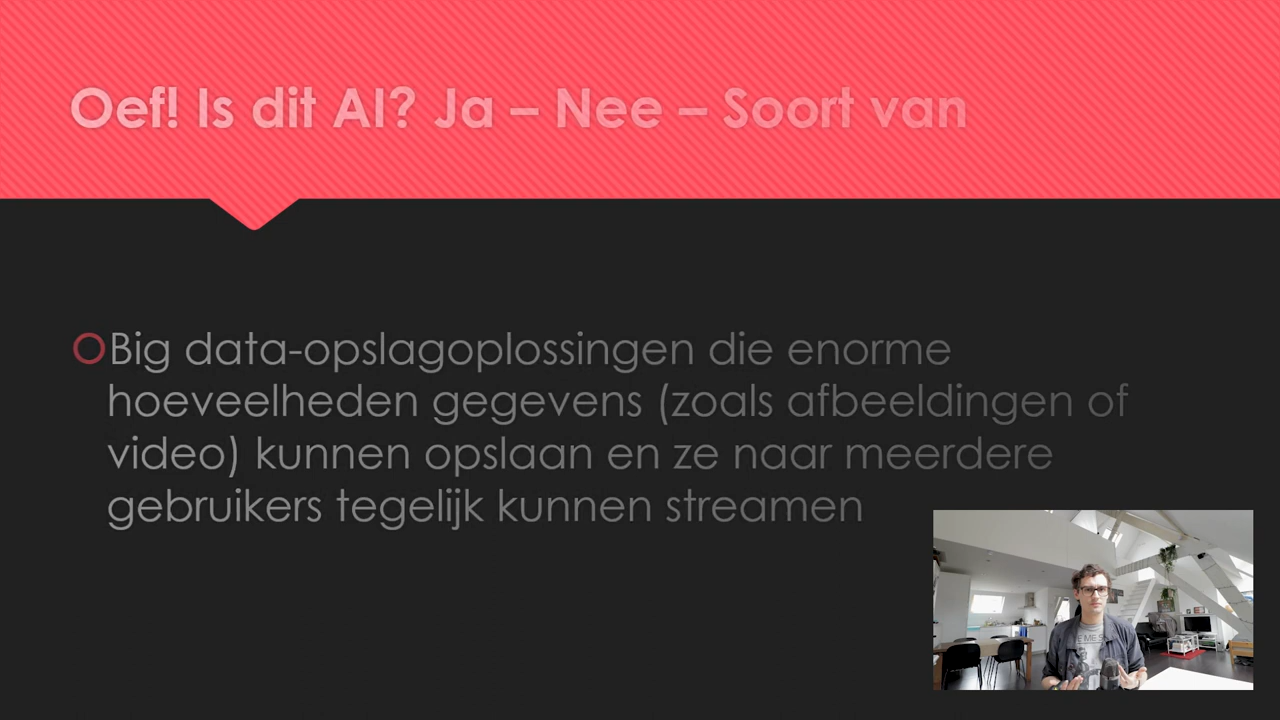 Oef! Is dit AI? Ja – Nee – Soort van
Big data-opslagoplossingen die enorme
hoeveelheden gegevens (zoals afbeeldingen of
video) kunnen opslaan en ze naar meerdere
gebruikers tegelijk kunnen streamen